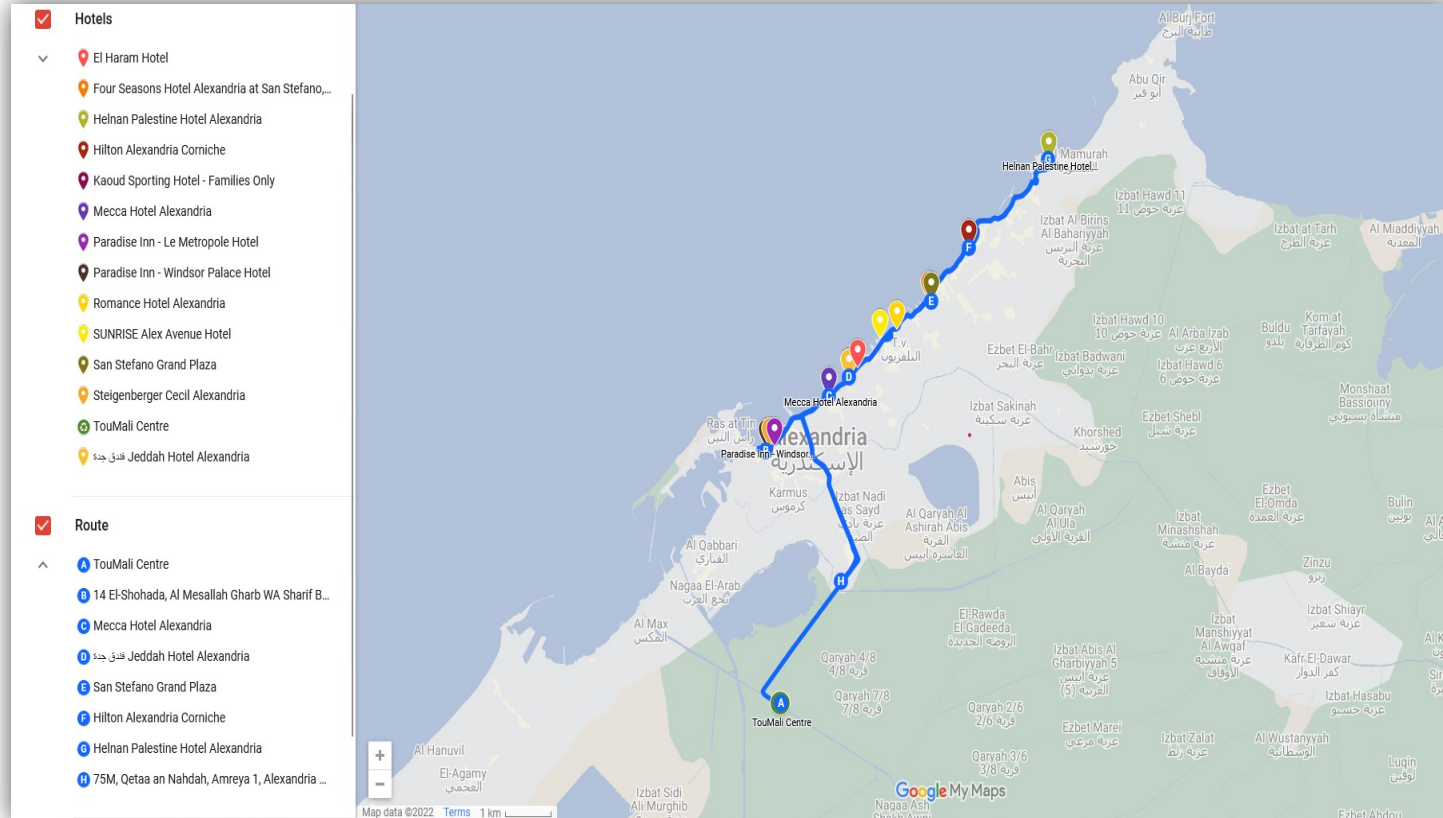 Hotels
El Haram Hotel
Four Seasons Hotel Alexandria at San Stefano,...
Helnan Palestine Hotel Alexandria
Hilton Alexandria Corniche
Kaoud Sporting Hotel - Families Only
Mecca Hotel Alexandria
Paradise Inn - Le Metropole Hotel
Paradise Inn - Windsor Palace Hotel
Romance Hotel Alexandria
SUNRISE Alex Avenue Hotel
San Stefano Grand Plaza
Steigenberger Cecil Alexandria
TouMali Centre
فندق جدة Jeddah Hotel Alexandria
Route
A TouMali Centre
B 14 El-Shohada, Al Mesallah Gharb WA Sharif B...
C Mecca Hotel Alexandria
D فندق جدة Jeddah Hotel Alexandria
E San Stefano Grand Plaza
F Hilton Alexandria Corniche
G Helnan Palestine Hotel Alexandria
H 75M, Qetaa an Nahdah, Amreya 1, Alexandria ...
Al Burj Fort
طابية البرج
Abu Qir
أبو قير
G
Mamurah
Helnan Palestine Hotel...
Izbat Hawd 11
عزبة حوض 11
Izbat Al Birins
Al Bahariyyah
عزبة البرنس
البحرية
Izbat at Tarh
عزبة الطرح
Al Miaddiyyah
المعدية
F
E
Izbat Hawd 10
عزبة حوض 10
Al Arba Izab
الأربع عزب
Buldu
بلدو
Kom at
Tarfayah
كوم الطرفاية
T.v.
التلفزيون
Ezbet El-Bahr
عزبة البحر
Izbat Badwani
عزبة بدواني
Izbat Hawd 6
عزبة حوض 6
D
C
Mecca Hotel Alexandria
Monshaat
Bassiouny
منشأة بسيوني
Izbat Sakinah
عزبة سكينة
Ezbet Shebl
عزبة شبل
Ras at Tin
راس التين
Alexandria
الإسكندرية
B
Paradise Inn - Windsor...
Khorshed
خورشيد
Karmus
كرموس
Izbat Nadi
as Sayd
عزبة نادي
الصيد
Abis
أبيس
Ezbet
El-Omda
عزبة العمدة
Bulin
بولين
Al Qaryah Al
Ashirah Abis
القرية
العاشرة ابيس
Al Qaryah
Al Ula
القرية الأولى
Izbat
Minashshah
عزبة منشة
Al Qabbari
القباري
H
Al Bayda'
Zinzu
زنزو
Nagaa El-Arab
نجع العرب
Al Max
المكس
El-Rawda
El-Gadeeda
الروضة الجديدة
Izbat
Manshiyyat
Al Awqaf
عزبة منشية
الأوقاف
Izbat Shiayr
عزبة شعير
Qaryah 4/8
قرية 4/8
Izbat Abis Al
Gharbiyyah 5
عزبة أبيس
الغربية (5)
Kafr El-Dawar
كفر الدوار
Qaryah 7/8
قرية 7/8
A
TouMali Centre
Qaryah 2/6
قرية 2/6
Izbat Hasabu
عزبة حسبو
Ezbet Marei
عزبة مرعي
Izbat Zalat
عزبة زلط
Al Wustanyyah
الوسطانية
Al Hanuvil
El-Agamy
العجمي
Qaryah 3/6
قرية 3/6
Luqin
لوقين
Izbat Sidi
Ali Murghib
Google My Maps
Nagaa Ash
Ezbet Abdou
Map data ©2022 Terms 1 km